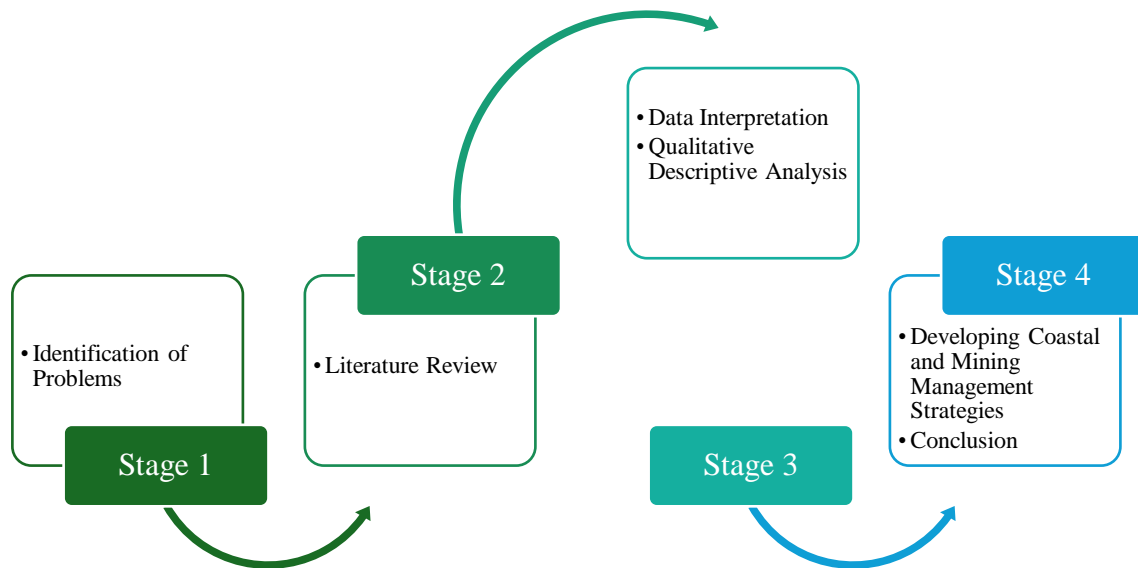 • Identification of
Problems
Stage 1
Stage 2
• Literature Review
• Data Interpretation
• Qualitative
Descriptive Analysis
Stage 3
Stage 4
• Developing Coastal
and Mining
Management
Strategies
• Conclusion